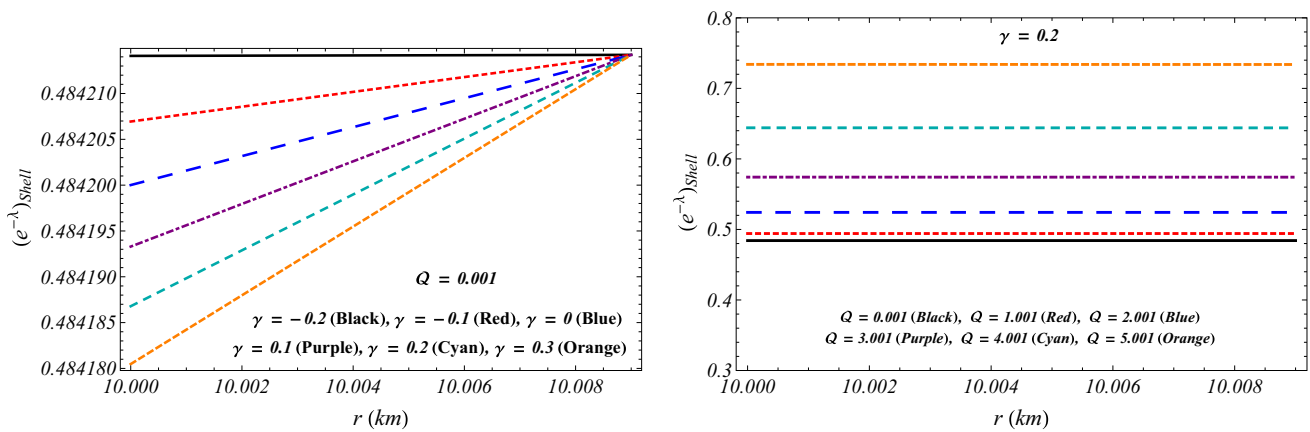 0.484210
0.484205
0.484200
0.484195
0.484190
0.484185
0.484180
(e^{-λ})_{Shell}
Q = 0.001
γ = −0.2 (Black), γ = −0.1 (Red), γ = 0 (Blue)
γ = 0.1 (Purple), γ = 0.2 (Cyan), γ = 0.3 (Orange)
10.000 10.002 10.004 10.006 10.008
r (km)
γ = 0.2
0.8
0.7
0.6
0.5
0.4
0.3
(e^{-λ})_{Shell}
Q = 0.001 (Black), Q = 1.001 (Red), Q = 2.001 (Blue)
Q = 3.001 (Purple), Q = 4.001 (Cyan), Q = 5.001 (Orange)
10.000 10.002 10.004 10.006 10.008
r (km)